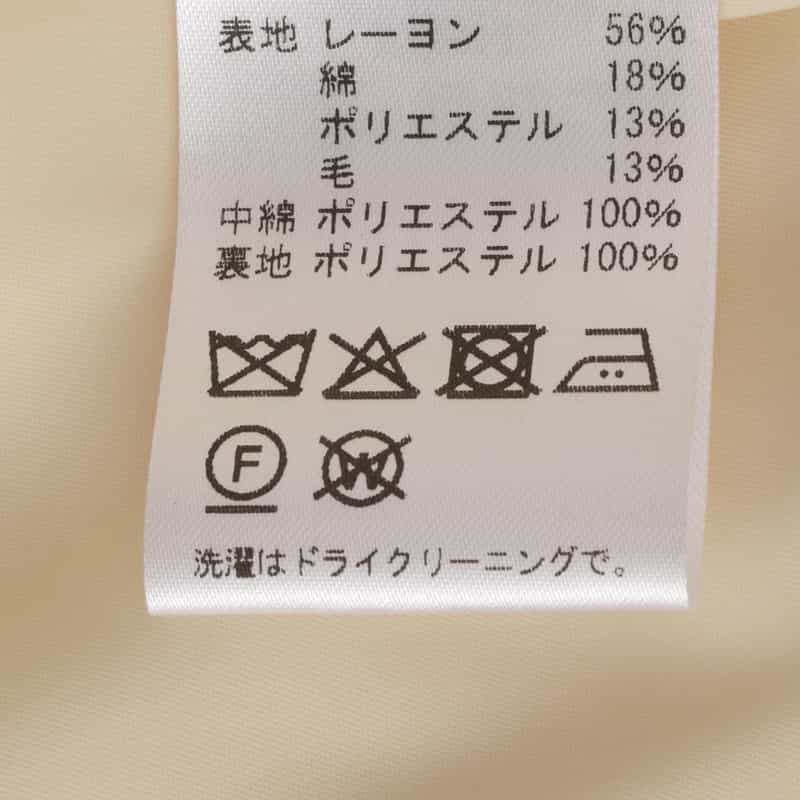 表地 レーヨン 56%
綿 18%
ポリエステル 13%
毛 13%
中綿 ポリエステル 100%
裏地 ポリエステル 100%
F W
洗濯はドライクリーニングで。